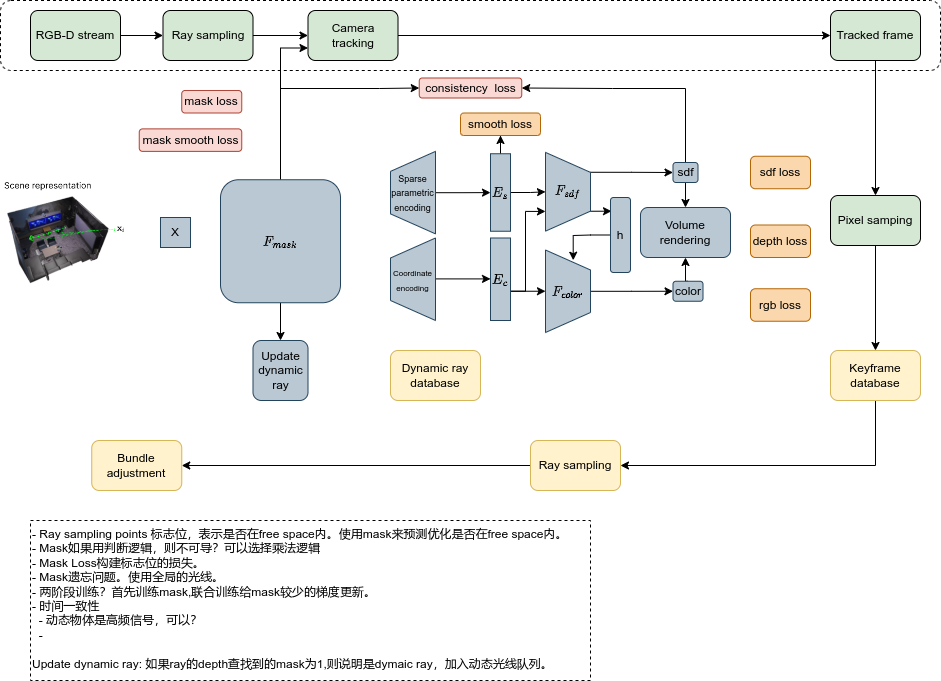 RGB-D stream
Ray sampling
Camera
tracking
Tracked frame
consistency loss
mask loss
smooth loss
mask smooth loss
Scene representation
Xᵢ
X
F_mask
Sparse
parametric
encoding
E_s
F_sdf
sdf
sdf loss
Pixel samping
h
Volume
rendering
depth loss
Coordinate
encoding
E_c
F_color
color
rgb loss
Update
dynamic
ray
Dynamic ray
database
Keyframe
database
Bundle
adjustment
Ray sampling
- Ray sampling points 标志位，表示是否在free space内。使用mask来预测优化是否在free space内。
- Mask如果用判断逻辑，则不可导？可以选择乘法逻辑
- Mask Loss构建标志位的损失。
- Mask遗忘问题。使用全局的光线。
- 两阶段训练？首先训练mask,联合训练给mask较少的梯度更新。
- 时间一致性
- 动态物体是高频信号，可以？
-
Update dynamic ray: 如果ray的depth查找到的mask为1,则说明是dymaic ray，加入动态光线队列。